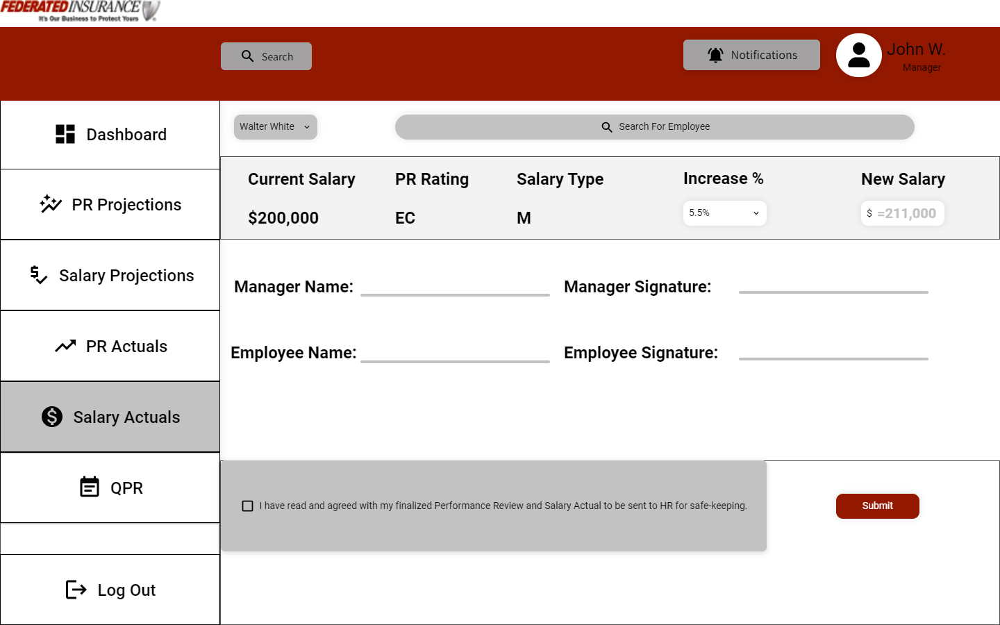 FEDERATED INSURANCE
It's Our Business to Protect Yours
Search
Notifications
John W.
Manager
Dashboard
PR Projections
Salary Projections
PR Actuals
Salary Actuals
QPR
Log Out
Walter White
Search For Employee
Current Salary PR Rating Salary Type Increase % New Salary
$200,000 EC M 5.5% $ =211,000
Manager Name: Manager Signature:
Employee Name: Employee Signature:
I have read and agreed with my finalized Performance Review and Salary Actual to be sent to HR for safe-keeping.
Submit